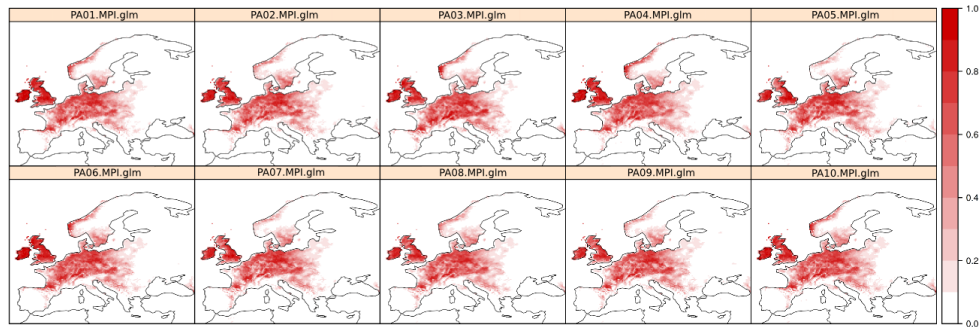 PA01.MPI.glm
PA02.MPI.glm
PA03.MPI.glm
PA04.MPI.glm
PA05.MPI.glm
PA06.MPI.glm
PA07.MPI.glm
PA08.MPI.glm
PA09.MPI.glm
PA10.MPI.glm
1.0
0.8
0.6
0.4
0.2
0.0